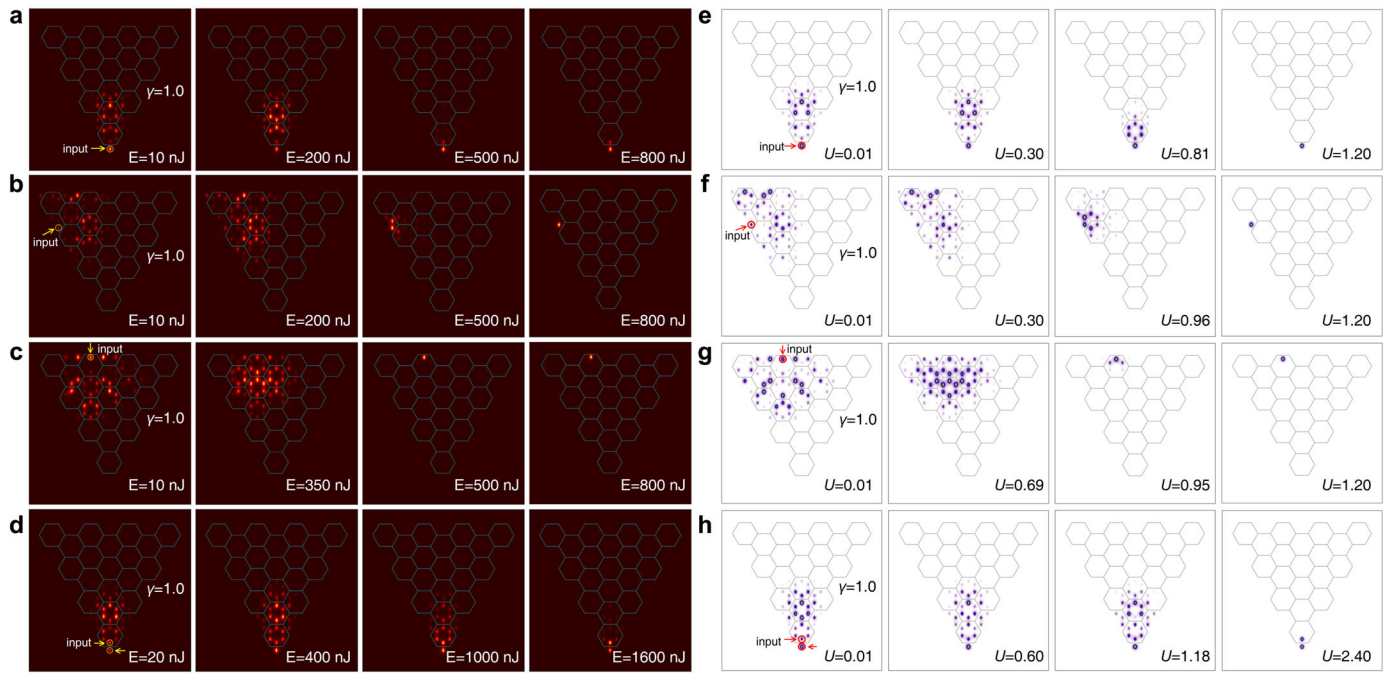 a
γ=1.0
input
E=10 nJ
E=200 nJ
E=500 nJ
E=800 nJ
e
γ=1.0
input
U=0.01
U=0.30
U=0.81
U=1.20
b
input
γ=1.0
E=10 nJ
E=200 nJ
E=500 nJ
E=800 nJ
f
input
γ=1.0
U=0.01
U=0.30
U=0.96
U=1.20
c
input
γ=1.0
E=10 nJ
E=350 nJ
E=500 nJ
E=800 nJ
g
input
γ=1.0
U=0.01
U=0.69
U=0.95
U=1.20
d
γ=1.0
input
E=20 nJ
E=400 nJ
E=1000 nJ
E=1600 nJ
h
γ=1.0
input
U=0.01
U=0.60
U=1.18
U=2.40